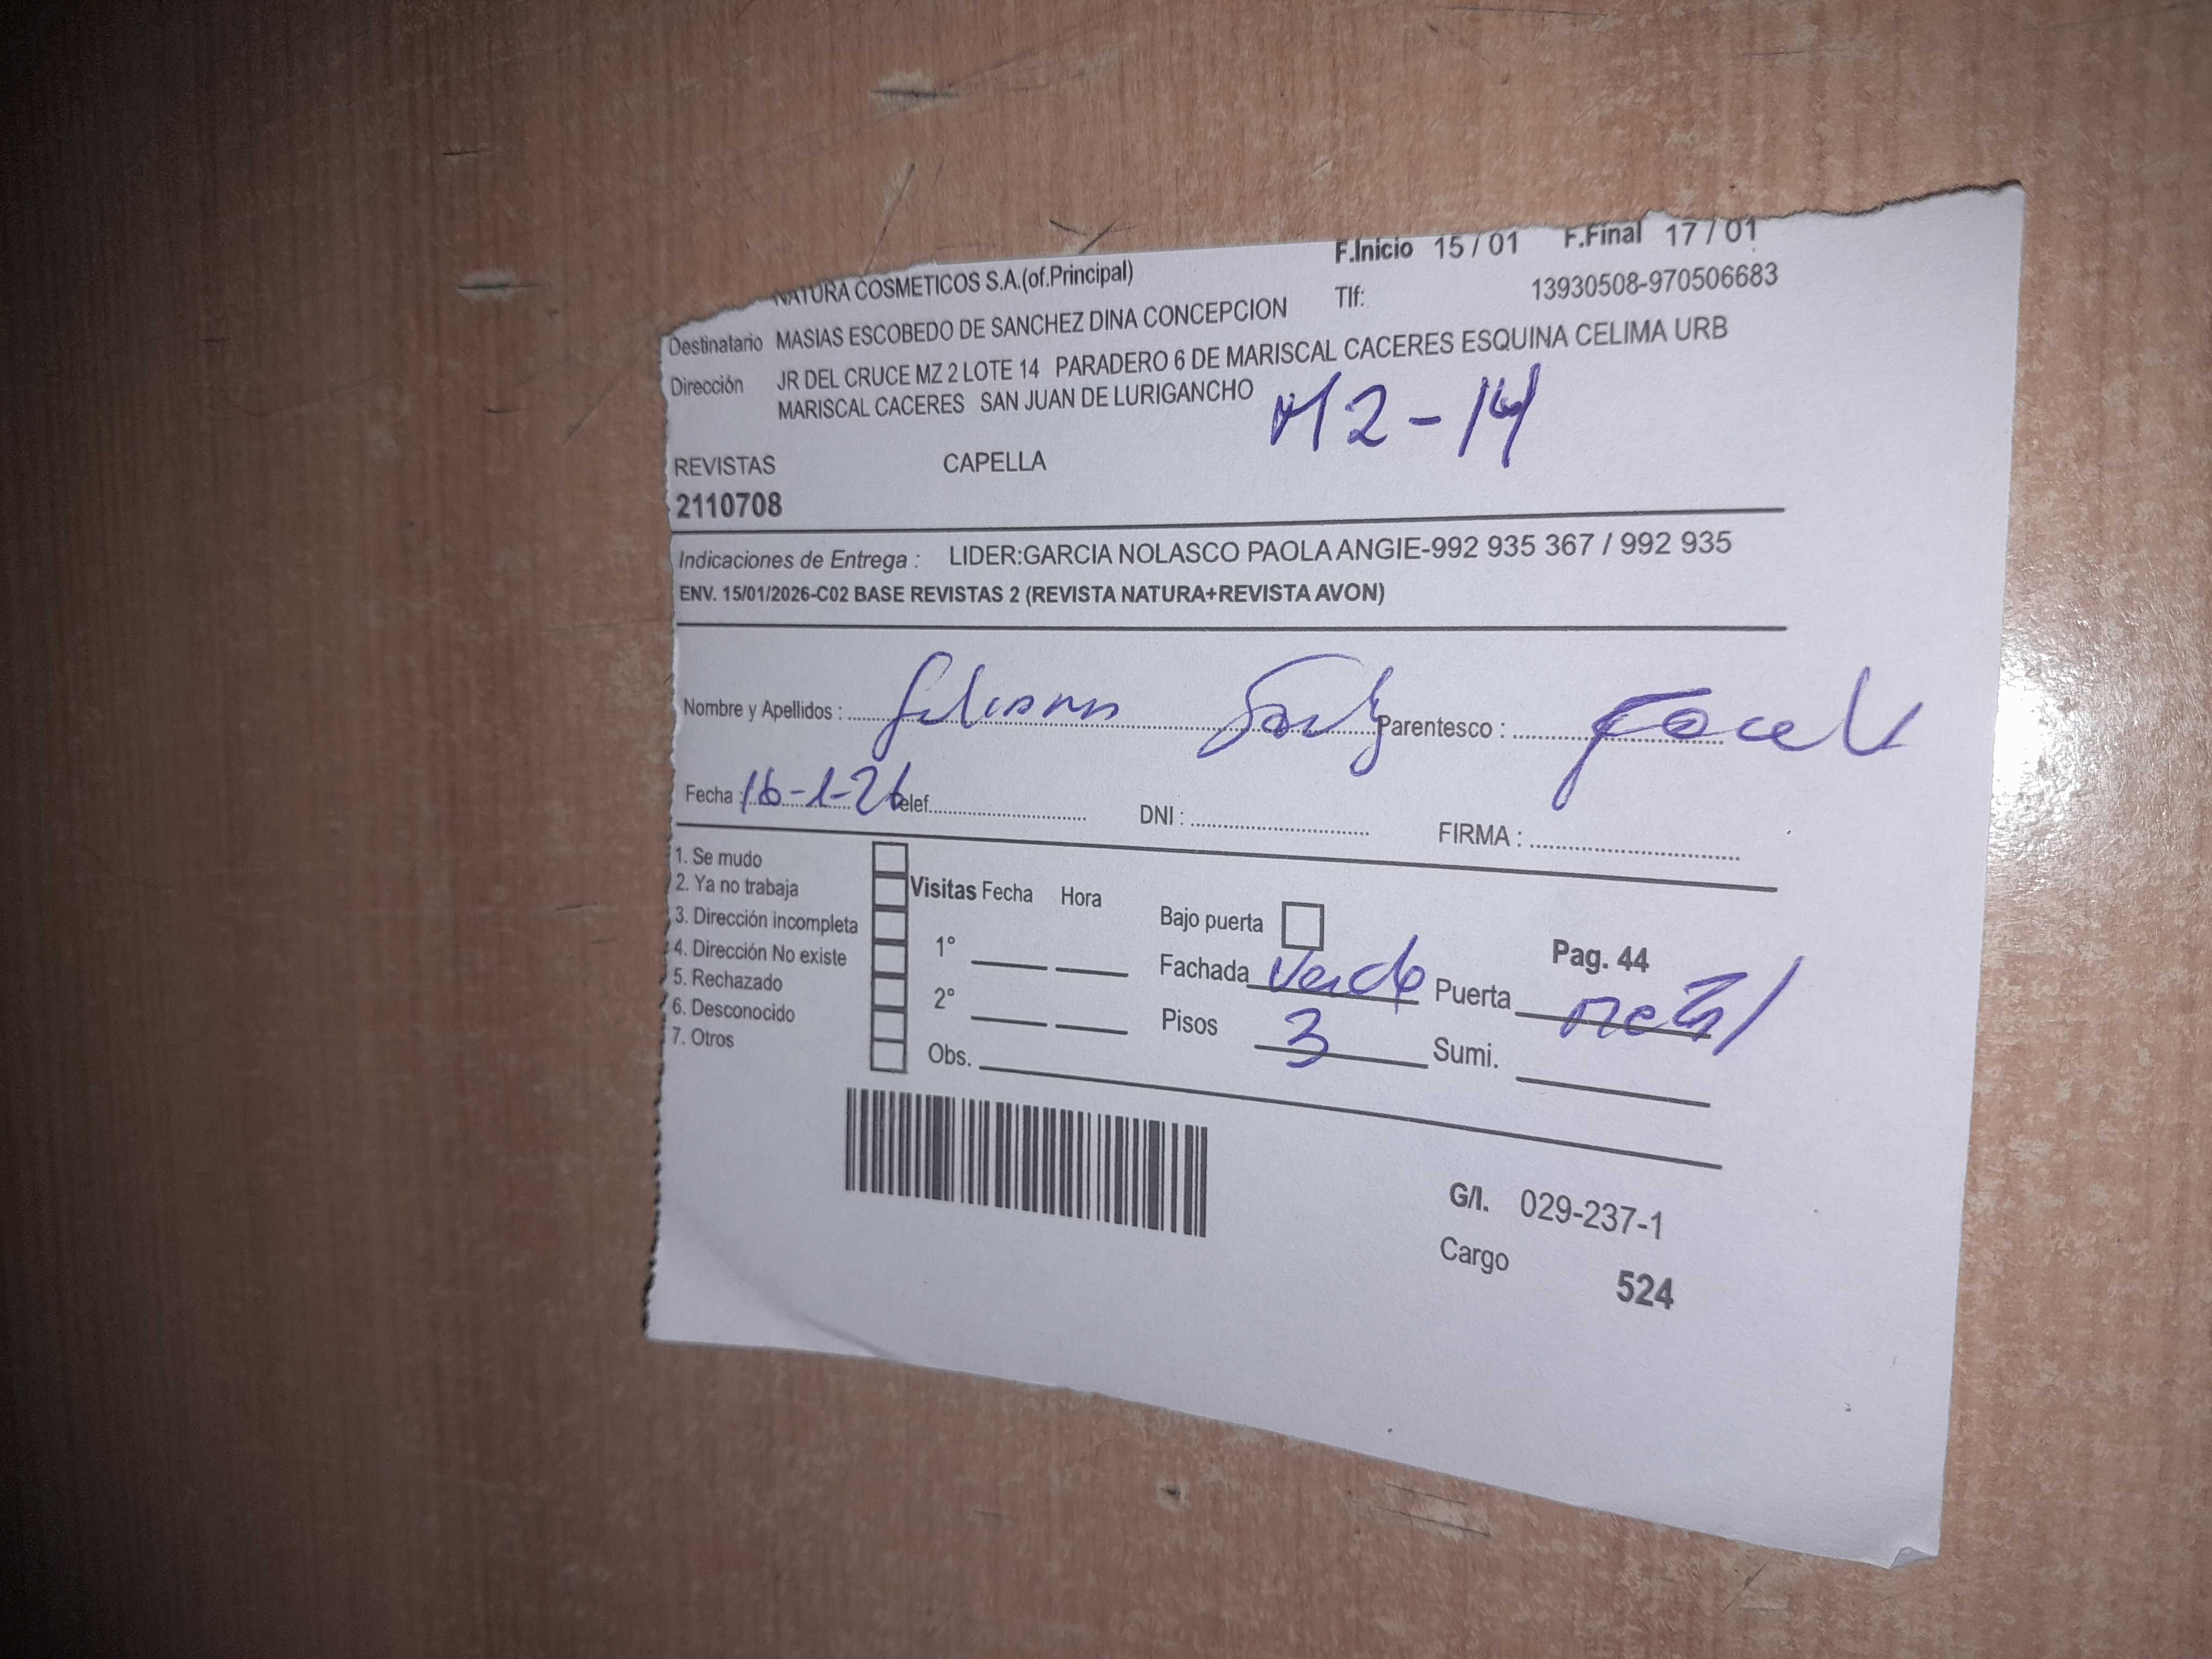 NATURA COSMETICOS S.A.(of.Principal) F.Inicio 15 / 01 F.Final 17 / 01
Destinatario MASIAS ESCOBEDO DE SANCHEZ DINA CONCEPCION Tlf: 13930508-970506683
Dirección JR DEL CRUCE MZ 2 LOTE 14 PARADERO 6 DE MARISCAL CACERES ESQUINA CELIMA URB
MARISCAL CACERES SAN JUAN DE LURIGANCHO
M2-14
REVISTAS CAPELLA
2110708
Indicaciones de Entrega : LIDER:GARCIA NOLASCO PAOLA ANGIE-992 935 367 / 992 935
ENV. 15/01/2026-C02 BASE REVISTAS 2 (REVISTA NATURA+REVISTA AVON)
Nombre y Apellidos : Parentesco :
Fecha : 16-1-26 Telef. DNI : FIRMA :
1. Se mudo
2. Ya no trabaja
3. Dirección incompleta
4. Dirección No existe
5. Rechazado
6. Desconocido
7. Otros
Visitas Fecha Hora
1°
2°
Obs.
Bajo puerta
Pag. 44
Fachada Verde Puerta metal
Pisos 3 Sumi.
G/I. 029-237-1
Cargo 524